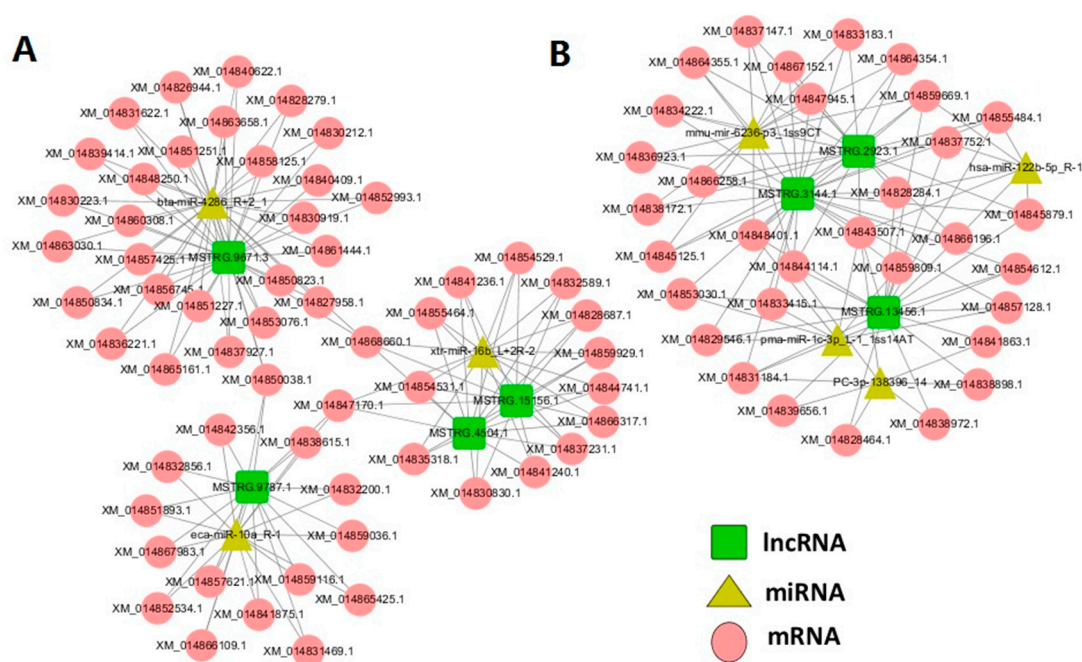 A
XM_014840622.1
XM_014826944.1
XM_014828279.1
XM_014831622.1
XM_014863658.1
XM_014830212.1
XM_014839414.1
XM_014851251.1
XM_014858125.1
XM_014848250.1
XM_014840409.1
XM_014852993.1
XM_014830223.1
bta-miR-4286_R+2_1
XM_014860308.1
XM_014830919.1
XM_014863030.1
XM_014861444.1
XM_014857425.1
MSTRG.9671.3
XM_014850823.1
XM_014856745.1
XM_014850834.1
XM_014851227.1
XM_014827958.1
XM_014853076.1
XM_014836221.1
XM_014837927.1
XM_014865161.1
XM_014850038.1
XM_014854529.1
XM_014841236.1
XM_014832589.1
XM_014855464.1
XM_014828687.1
XM_014868660.1
xtr-miR-16b_L+2R-2
XM_014859929.1
XM_014854531.1
XM_014844741.1
XM_014847170.1
MSTRG.15156.1
XM_014866317.1
MSTRG.4504.1
XM_014837231.1
XM_014835318.1
XM_014841240.1
XM_014830830.1
XM_014842356.1
XM_014838615.1
XM_014832856.1
MSTRG.9787.1
XM_014832200.1
XM_014851893.1
eca-miR-10a_R-1
XM_014859036.1
XM_014867983.1
XM_014857621.1
XM_014859116.1
XM_014852534.1
XM_014865425.1
XM_014841875.1
XM_014866109.1
XM_014831469.1
B
XM_014837147.1
XM_014833183.1
XM_014864355.1
XM_014867152.1
XM_014864354.1
XM_014834222.1
XM_014847945.1
XM_014859669.1
XM_014855484.1
mmu-mir-6236-p3_1ss9CT
XM_014836923.1
MSTRG.2923.1
XM_014837752.1
hsa-miR-122b-5p_R-1
XM_014866258.1
MSTRG.3144.1
XM_014828284.1
XM_014838172.1
XM_014845879.1
XM_014848401.1
XM_014843507.1
XM_014866196.1
XM_014845125.1
XM_014844114.1
XM_014859809.1
XM_014854612.1
XM_014853030.1
XM_014833415.1
MSTRG.13456.1
XM_014857128.1
XM_014829546.1
pma-miR-1c-3p_L-1_1ss14AT
XM_014841863.1
XM_014831184.1
PC-3p-138396_14
XM_014838898.1
XM_014839656.1
XM_014838972.1
XM_014828464.1
lncRNA
miRNA
mRNA